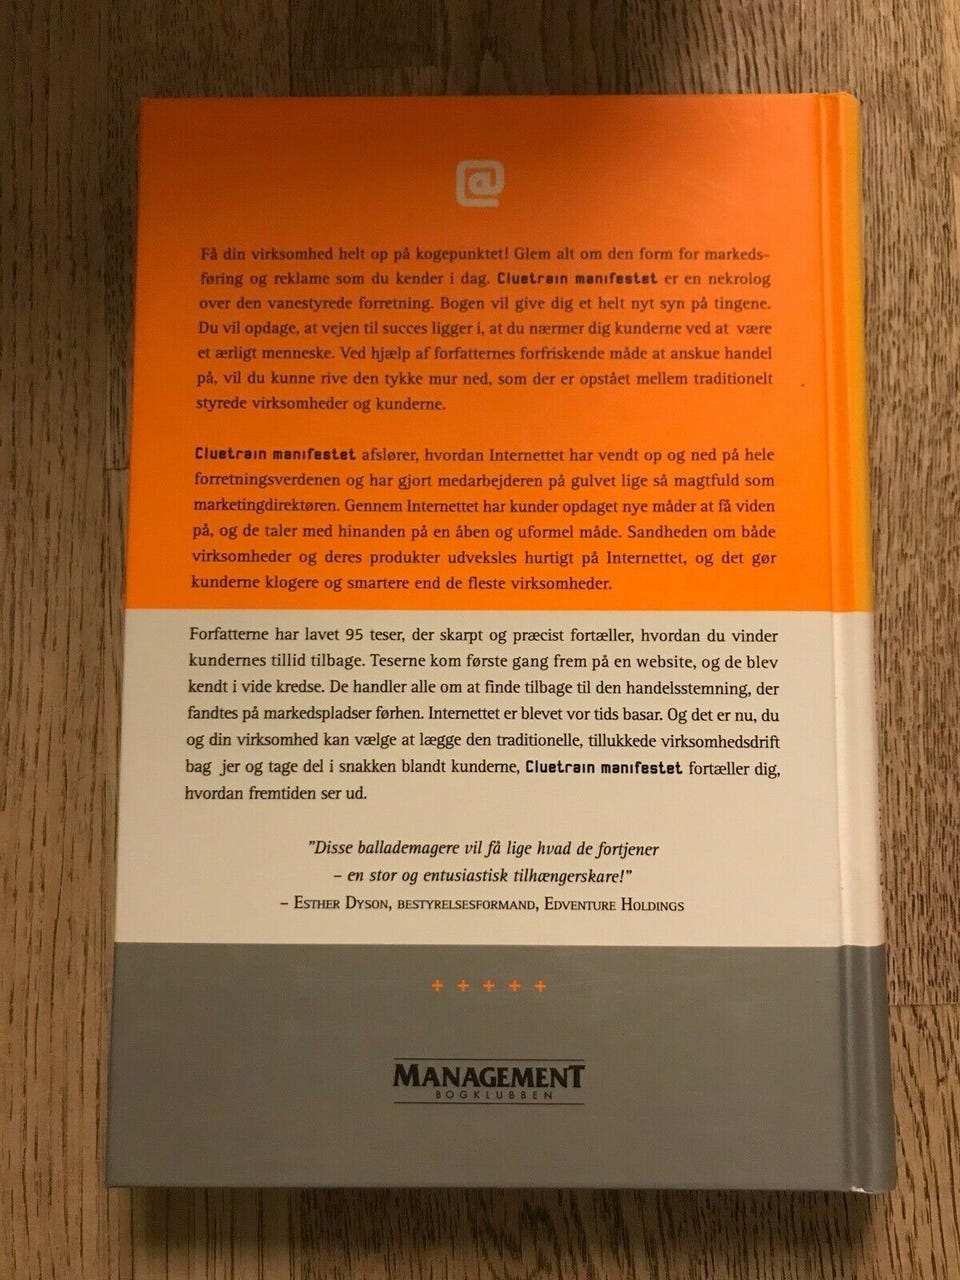 @
Få din virksomhed helt op på kogepunktet! Glem alt om den form for markeds-
føring og reklame som du kender i dag. Cluetrain manifestet er en nekrolog
over den vanestyrede forretning. Bogen vil give dig et helt nyt syn på tingene.
Du vil opdage, at vejen til succes ligger i, at du nærmer dig kunderne ved at være
et ærligt menneske. Ved hjælp af forfatternes forfriskende måde at anskue handel
på, vil du kunne rive den tykke mur ned, som der er opstået mellem traditionelt
styrede virksomheder og kunderne.
Cluetrain manifestet afslører, hvordan Internettet har vendt op og ned på hele
forretningsverdenen og har gjort medarbejderen på gulvet lige så magtfuld som
marketingdirektøren. Gennem Internettet har kunder opdaget nye måder at få viden
på, og de taler med hinanden på en åben og uformel måde. Sandheden om både
virksomheder og deres produkter udveksles hurtigt på Internettet, og det gør
kunderne klogere og smartere end de fleste virksomheder.
Forfatterne har lavet 95 teser, der skarpt og præcist fortæller, hvordan du vinder
kundernes tillid tilbage. Teserne kom første gang frem på en website, og de blev
kendt i vide kredse. De handler alle om at finde tilbage til den handelsstemning, der
fandtes på markedspladser førhen. Internettet er blevet vor tids basar. Og det er nu, du
og din virksomhed kan vælge at lægge den traditionelle, tillukkede virksomhedsdrift
bag jer og tage del i snakken blandt kunderne, Cluetrain manifestet fortæller dig,
hvordan fremtiden ser ud.
"Disse ballademagere vil få lige hvad de fortjener
– en stor og entusiastisk tilhængerskare!"
– Esther Dyson, bestyrelsesformand, Edventure Holdings
+ + + + +
MANAGEMENT
BOGKLUBBEN